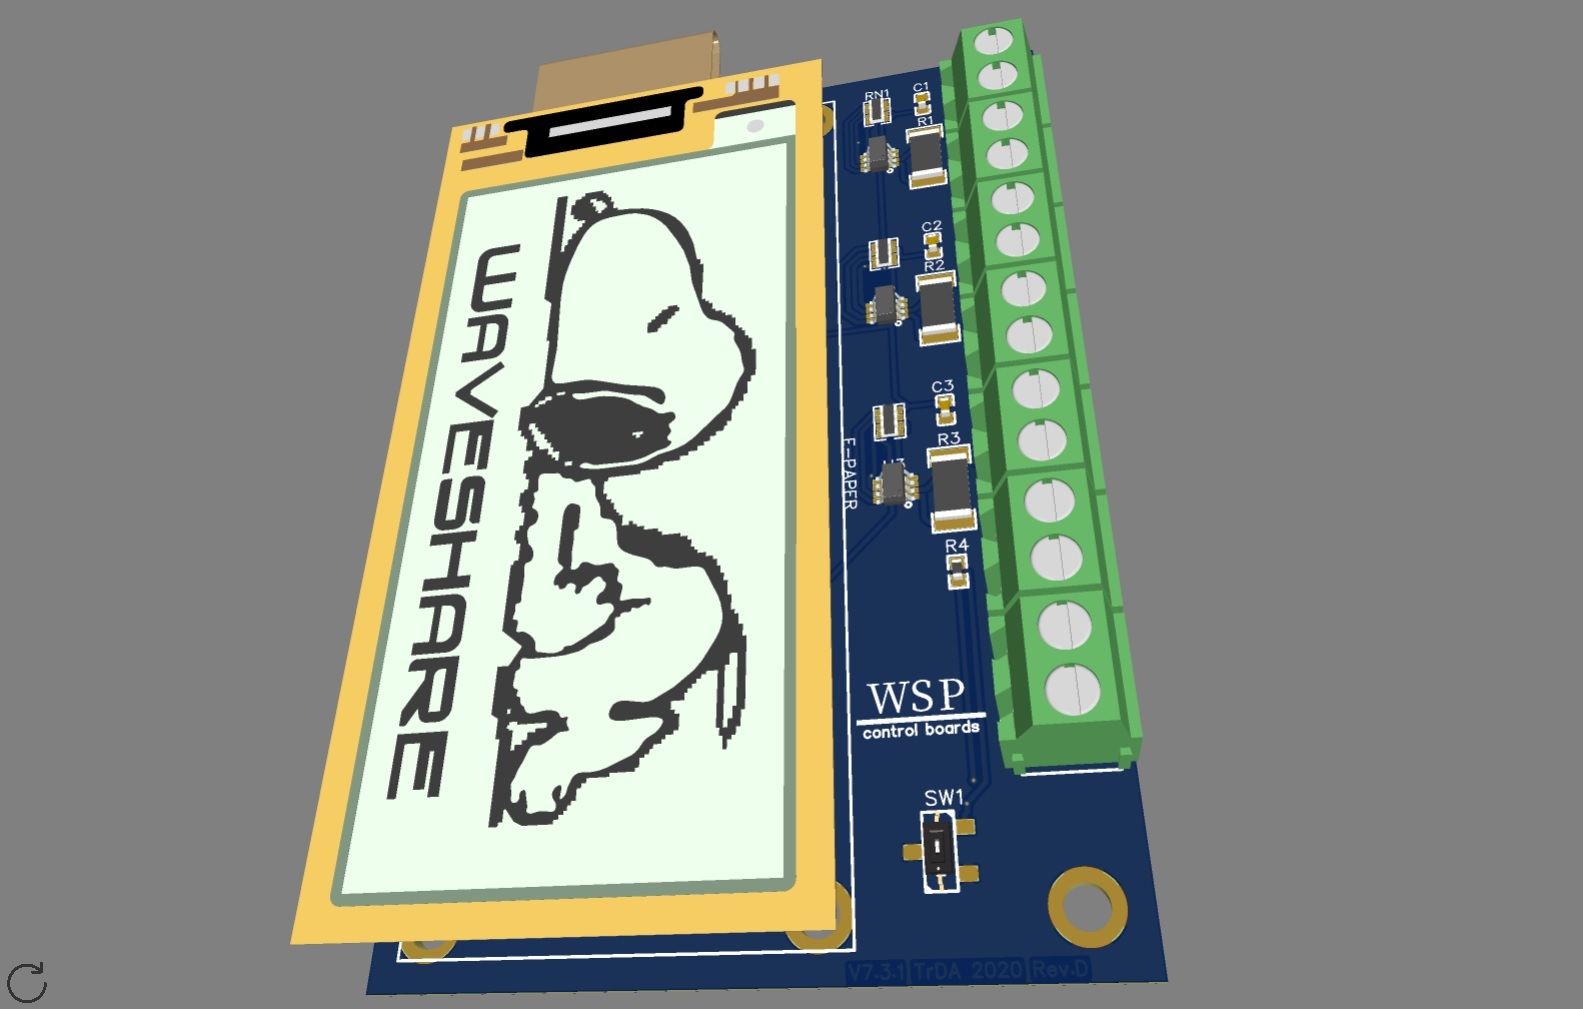 WAVESHARE
RN1
C1
R1
C2
R2
C3
R3
E-PAPER
R4
WSP
control boards
SW1
V7.3.1 TrDA 2020 Rev.D